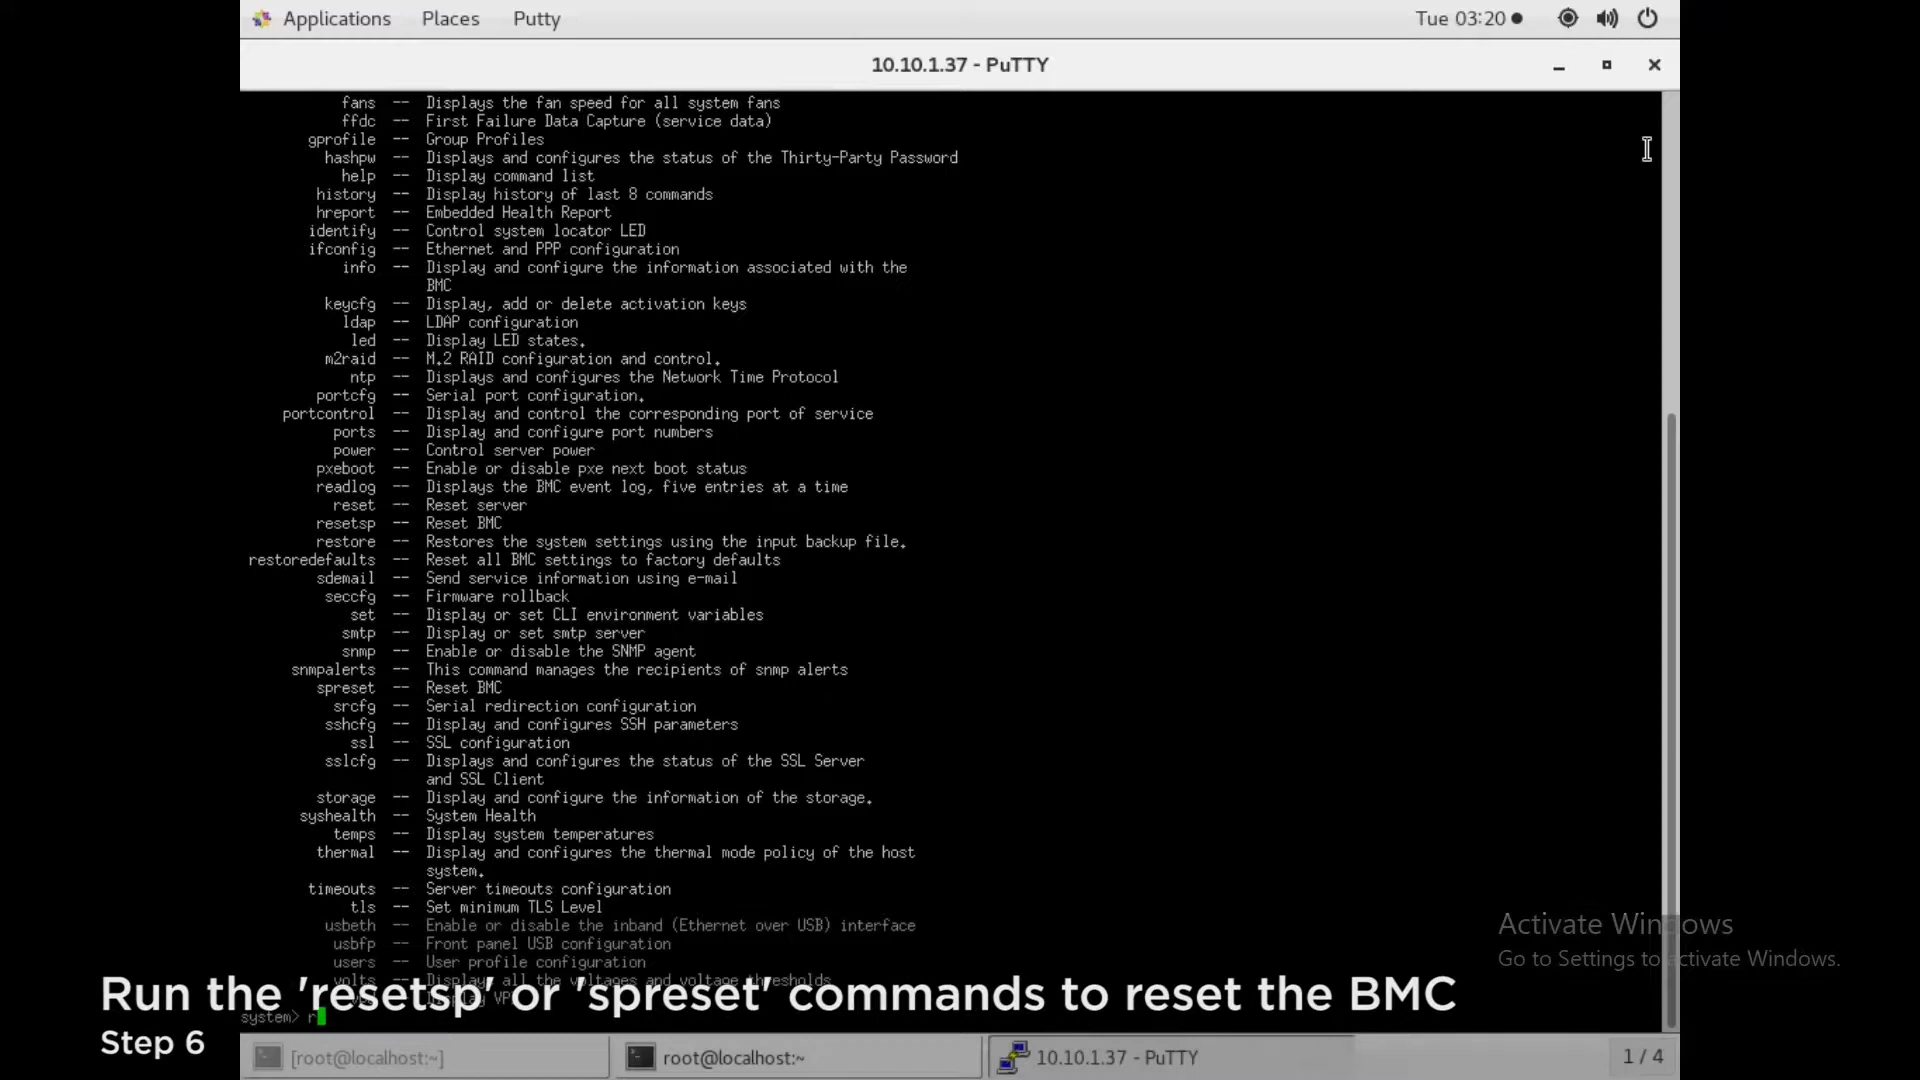 Applications Places Putty Tue 03:20
10.10.1.37 - PuTTY
fans -- Displays the fan speed for all system fans
ffdc -- First Failure Data Capture (service data)
gprofile -- Group Profiles
hashpw -- Displays and configures the status of the Thirty-Party Password
help -- Display command list
history -- Display history of last 8 commands
hreport -- Embedded Health Report
identify -- Control system locator LED
ifconfig -- Ethernet and PPP configuration
info -- Display and configure the information associated with the
BMC
keycfg -- Display, add or delete activation keys
ldap -- LDAP configuration
led -- Display LED states.
m2raid -- M.2 RAID configuration and control.
ntp -- Displays and configures the Network Time Protocol
portcfg -- Serial port configuration.
portcontrol -- Display and control the corresponding port of service
ports -- Display and configure port numbers
power -- Control server power
pxeboot -- Enable or disable pxe next boot status
readlog -- Displays the BMC event log, five entries at a time
reset -- Reset server
resetsp -- Reset BMC
restore -- Restores the system settings using the input backup file.
restoredefaults -- Reset all BMC settings to factory defaults
sdemail -- Send service information using e-mail
seccfg -- Firmware rollback
set -- Display or set CLI environment variables
smtp -- Display or set smtp server
snmp -- Enable or disable the SNMP agent
snmpalerts -- This command manages the recipients of snmp alerts
spreset -- Reset BMC
srcfg -- Serial redirection configuration
sshcfg -- Display and configures SSH parameters
ssl -- SSL configuration
sslcfg -- Displays and configures the status of the SSL Server
and SSL Client
storage -- Display and configure the information of the storage.
syshealth -- System Health
temps -- Display system temperatures
thermal -- Display and configures the thermal mode policy of the host
system.
timeouts -- Server timeouts configuration
tls -- Set minimum TLS Level
usbeth -- Enable or disable the inband (Ethernet over USB) interface
usbfp -- Front panel USB configuration
users -- User profile configuration
volts -- Display all the voltages and voltage thresholds
system> r
Activate Windows
Go to Settings to activate Windows.
Run the 'resetsp' or 'spreset' commands to reset the BMC
Step 6
[root@localhost:~] root@localhost:~ 10.10.1.37 - PuTTY 1 / 4